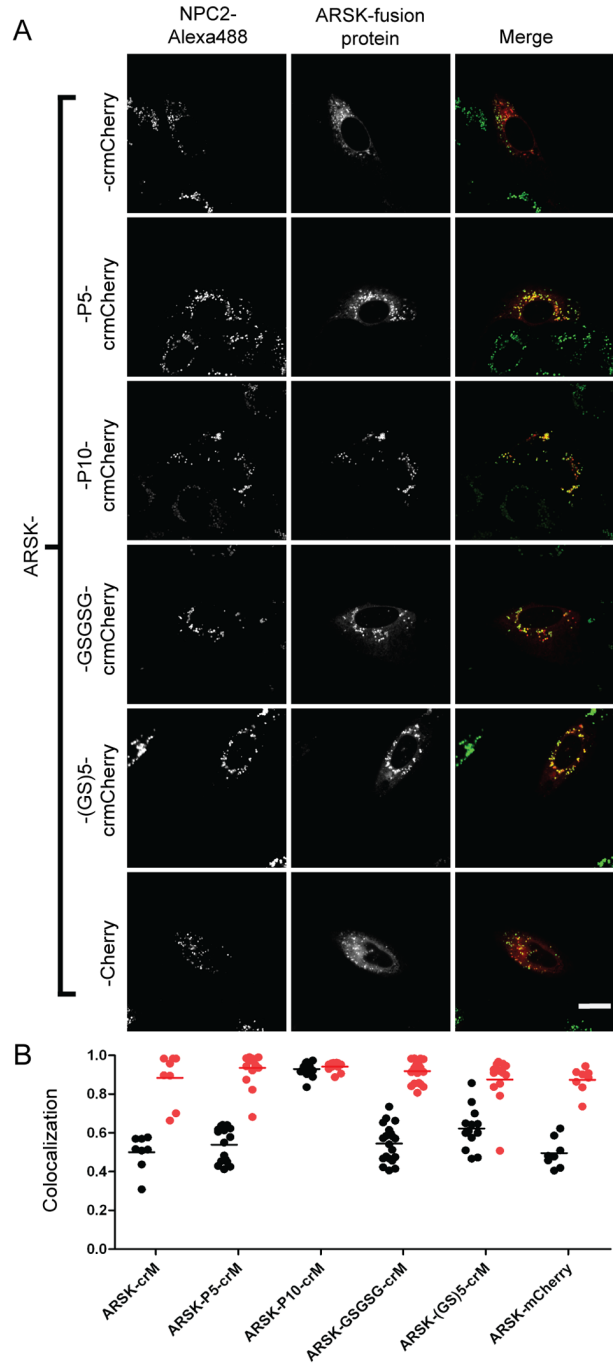 A
NPC2-
Alexa488
ARSK-fusion
protein
Merge
ARSK-
-crmCherry
-P5-
crmCherry
-P10-
crmCherry
-GSGSG-
crmCherry
-(GS)5-
crmCherry
-Cherry
B
Colocalization
1.0
0.8
0.6
0.4
0.2
0.0
ARSK-crM
ARSK-P5-crM
ARSK-P10-crM
ARSK-GSGSG-crM
ARSK-(GS)5-crM
ARSK-mCherry